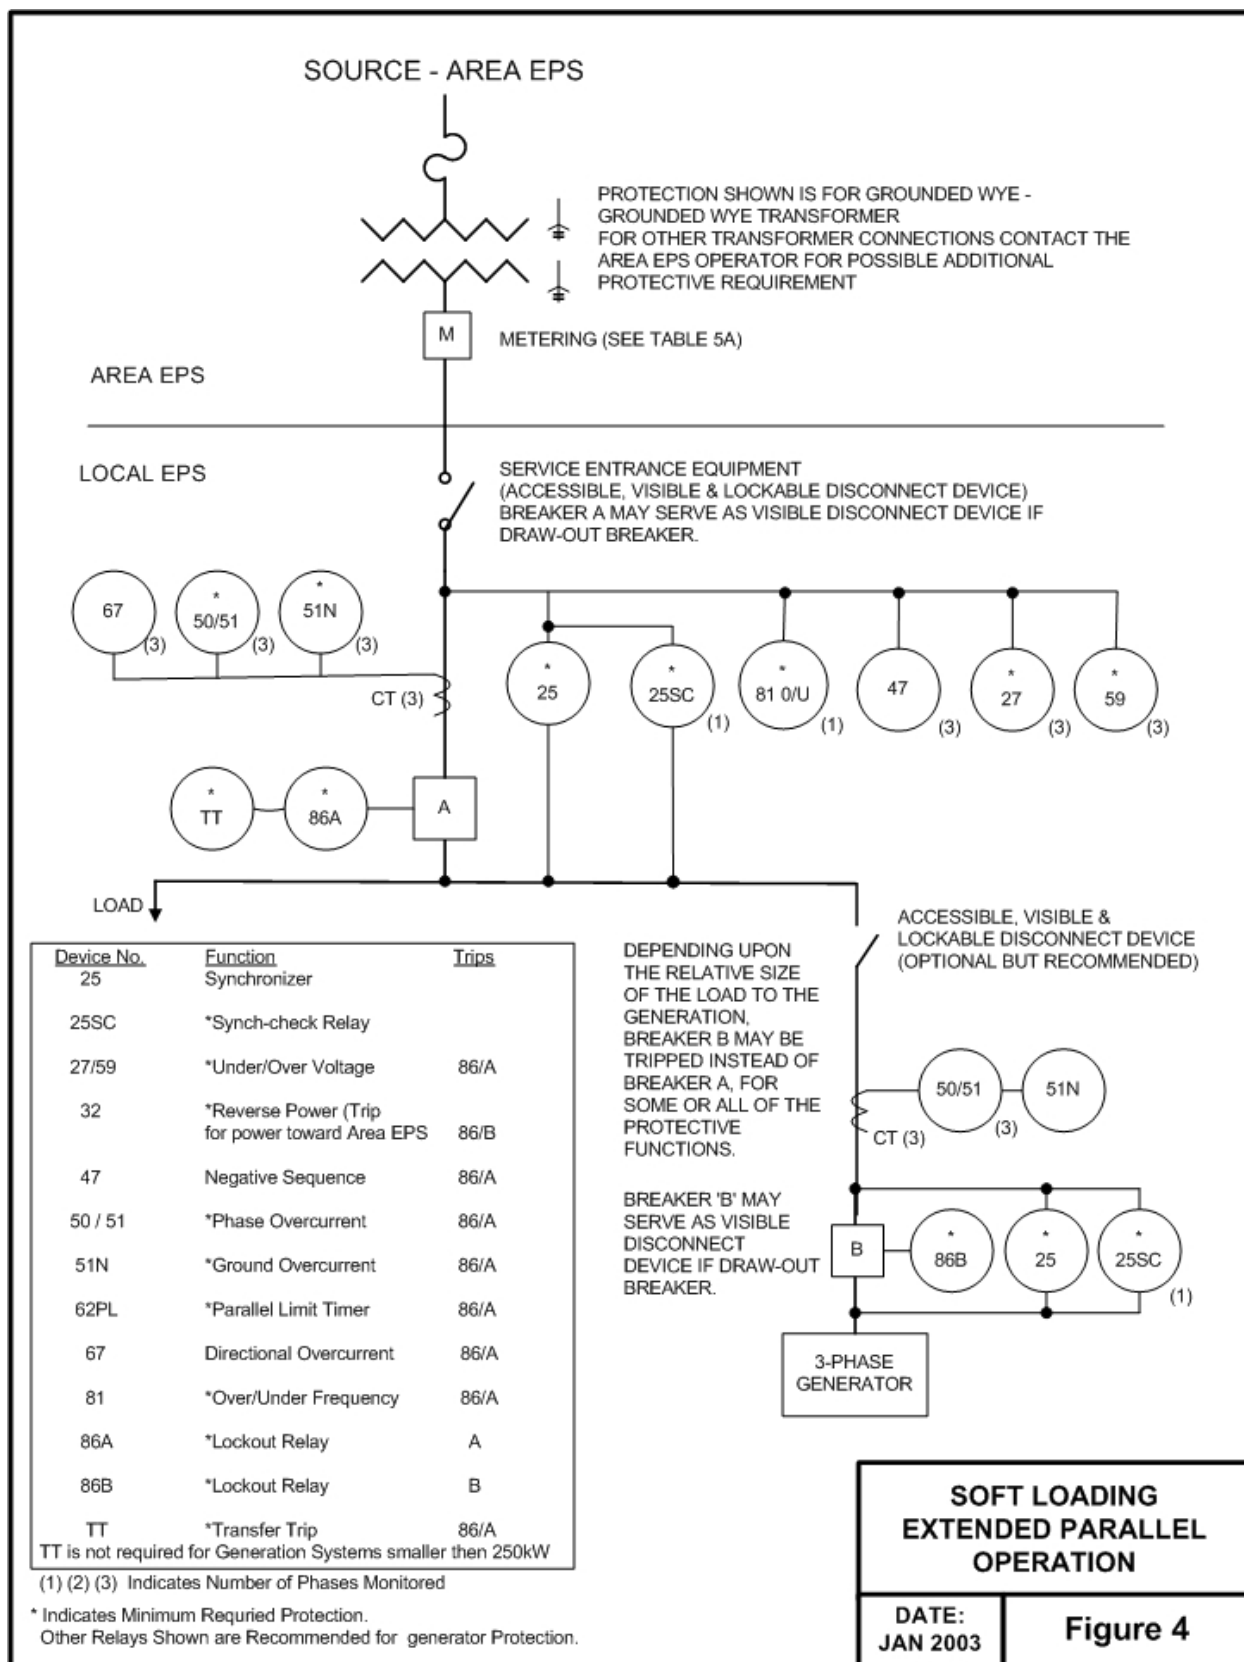 SOURCE - AREA EPS
PROTECTION SHOWN IS FOR GROUNDED WYE -
GROUNDED WYE TRANSFORMER
FOR OTHER TRANSFORMER CONNECTIONS CONTACT THE
AREA EPS OPERATOR FOR POSSIBLE ADDITIONAL
PROTECTIVE REQUIREMENT
M
METERING (SEE TABLE 5A)
AREA EPS
LOCAL EPS
SERVICE ENTRANCE EQUIPMENT
(ACCESSIBLE, VISIBLE & LOCKABLE DISCONNECT DEVICE)
BREAKER A MAY SERVE AS VISIBLE DISCONNECT DEVICE IF
DRAW-OUT BREAKER.
67
(3)
*
50/51
(3)
*
51N
(3)
CT (3)
*
25
*
25SC
(1)
*
81 0/U
(1)
47
(3)
*
27
(3)
*
59
(3)
*
TT
*
86A
A
LOAD
Device No. Function Trips
25 Synchronizer
25SC *Synch-check Relay
27/59 *Under/Over Voltage 86/A
32 *Reverse Power (Trip
for power toward Area EPS 86/B
47 Negative Sequence 86/A
50 / 51 *Phase Overcurrent 86/A
51N *Ground Overcurrent 86/A
62PL *Parallel Limit Timer 86/A
67 Directional Overcurrent 86/A
81 *Over/Under Frequency 86/A
86A *Lockout Relay A
86B *Lockout Relay B
TT *Transfer Trip 86/A
TT is not required for Generation Systems smaller then 250kW
(1) (2) (3) Indicates Number of Phases Monitored
* Indicates Minimum Requried Protection.
Other Relays Shown are Recommended for generator Protection.
DEPENDING UPON
THE RELATIVE SIZE
OF THE LOAD TO THE
GENERATION,
BREAKER B MAY BE
TRIPPED INSTEAD OF
BREAKER A, FOR
SOME OR ALL OF THE
PROTECTIVE
FUNCTIONS.
BREAKER 'B' MAY
SERVE AS VISIBLE
DISCONNECT
DEVICE IF DRAW-OUT
BREAKER.
ACCESSIBLE, VISIBLE &
LOCKABLE DISCONNECT DEVICE
(OPTIONAL BUT RECOMMENDED)
50/51
(3)
51N
CT (3)
B
*
86B
*
25
*
25SC
(1)
3-PHASE
GENERATOR
SOFT LOADING
EXTENDED PARALLEL
OPERATION
DATE:
JAN 2003
Figure 4